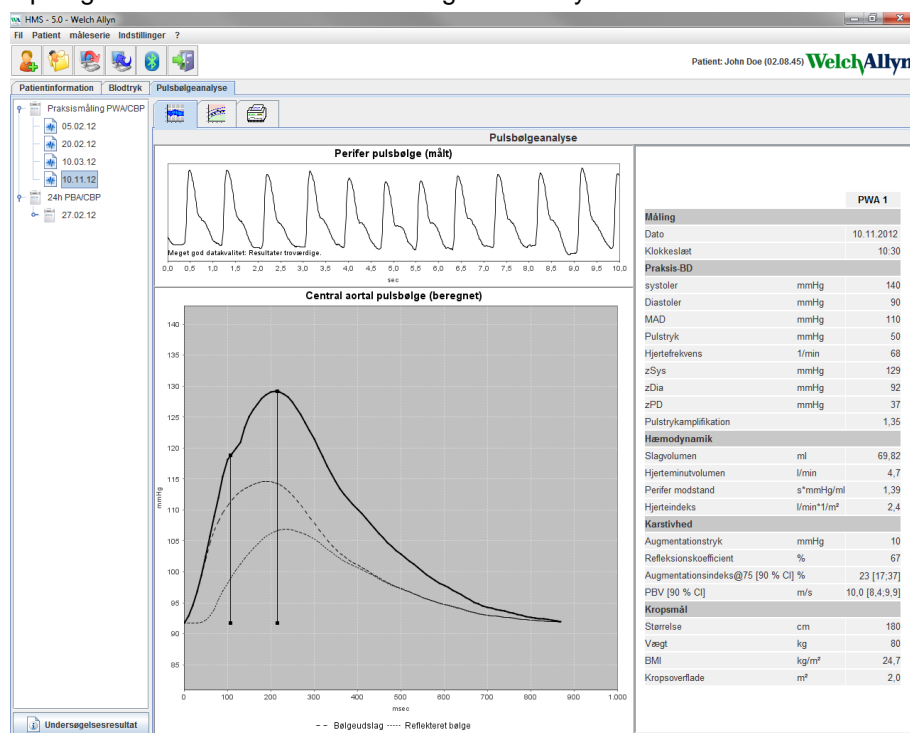 HMS - 5.0 - Welch Allyn
Fil Patient måleserie Indstillinger ?
Patient: John Doe (02.08.45) WelchAllyn
Patientinformation Blodtryk Pulsbølgeanalyse
Praksismåling PWA/CBP
05.02.12
20.02.12
10.03.12
10.11.12
24h PBA/CBP
27.02.12
Undersøgelsesresultat
Pulsbølgeanalyse
Perifer pulsbølge (målt)
Meget god datakvalitet: Resultater troværdige.
0,0 0,5 1,0 1,5 2,0 2,5 3,0 3,5 4,0 4,5 5,0 5,5 6,0 6,5 7,0 7,5 8,0 8,5 9,0 9,5 10,0
sec
Central aortal pulsbølge (beregnet)
140
135
130
125
120
115
110
105
100
95
90
85
mmHg
0 100 200 300 400 500 600 700 800 900 1.000
msec
Bølgeudslag Reflekteret bølge
PWA 1
Måling
Dato 10.11.2012
Klokkeslæt 10:30
Praksis-BD
systoler mmHg 140
Diastoler mmHg 90
MAD mmHg 110
Pulstryk mmHg 50
Hjertefrekvens 1/min 68
zSys mmHg 129
zDia mmHg 92
zPD mmHg 37
Pulstrykamplifikation 1,35
Hæmodynamik
Slagvolumen ml 69,82
Hjerteminutvolumen l/min 4,7
Perifer modstand s*mmHg/ml 1,39
Hjerteindeks l/min*1/m² 2,4
Karstivhed
Augmentationstryk mmHg 10
Refleksionskoefficient % 67
Augmentationsindeks@75 [90 % CI] % 23 [17;37]
PBV [90 % CI] m/s 10,0 [8,4;9,9]
Kropsmål
Størrelse cm 180
Vægt kg 80
BMI kg/m² 24,7
Kropsoverflade m² 2,0